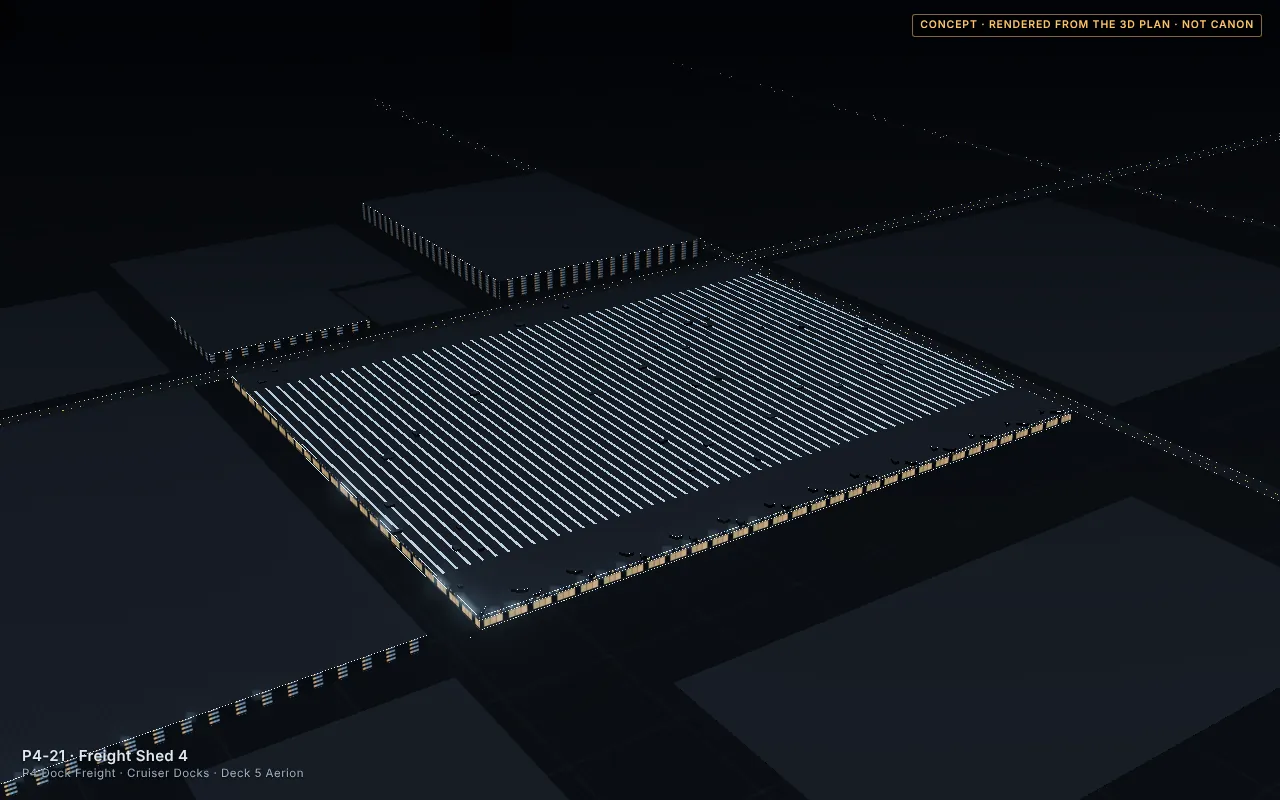 CONCEPT · RENDERED FROM THE 3D PLAN · NOT CANON
P4-21 · Freight Shed 4
P4 Dock Freight · Cruiser Docks · Deck 5 Aerion